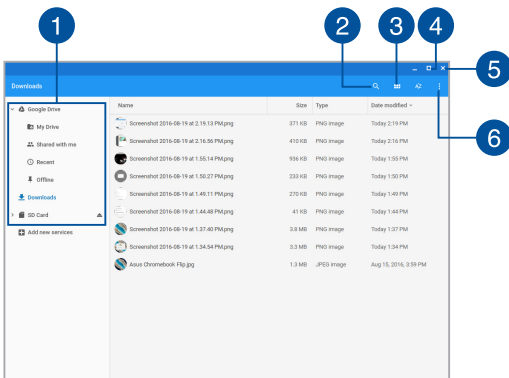 1
2
3
4
5
6
Downloads
AZ
Google Drive
My Drive
Shared with me
Recent
Offline
Downloads
SD Card
Add new services
Name Size Type Date modified
Screenshot 2016-08-19 at 2.19.13 PM.png 371 KB PNG image Today 2:19 PM
Screenshot 2016-08-19 at 2.16.56 PM.png 410 KB PNG image Today 2:16 PM
Screenshot 2016-08-19 at 1.55.14 PM.png 936 KB PNG image Today 1:55 PM
Screenshot 2016-08-19 at 1.50.27 PM.png 233 KB PNG image Today 1:50 PM
Screenshot 2016-08-19 at 1.49.11 PM.png 270 KB PNG image Today 1:49 PM
Screenshot 2016-08-19 at 1.44.48 PM.png 41 KB PNG image Today 1:44 PM
Screenshot 2016-08-19 at 1.37.40 PM.png 3.8 MB PNG image Today 1:37 PM
Screenshot 2016-08-19 at 1.34.54 PM.png 3.3 MB PNG image Today 1:34 PM
Asus Chromebook Flip.jpg 1.3 MB JPEG image Aug 15, 2016, 3:59 PM